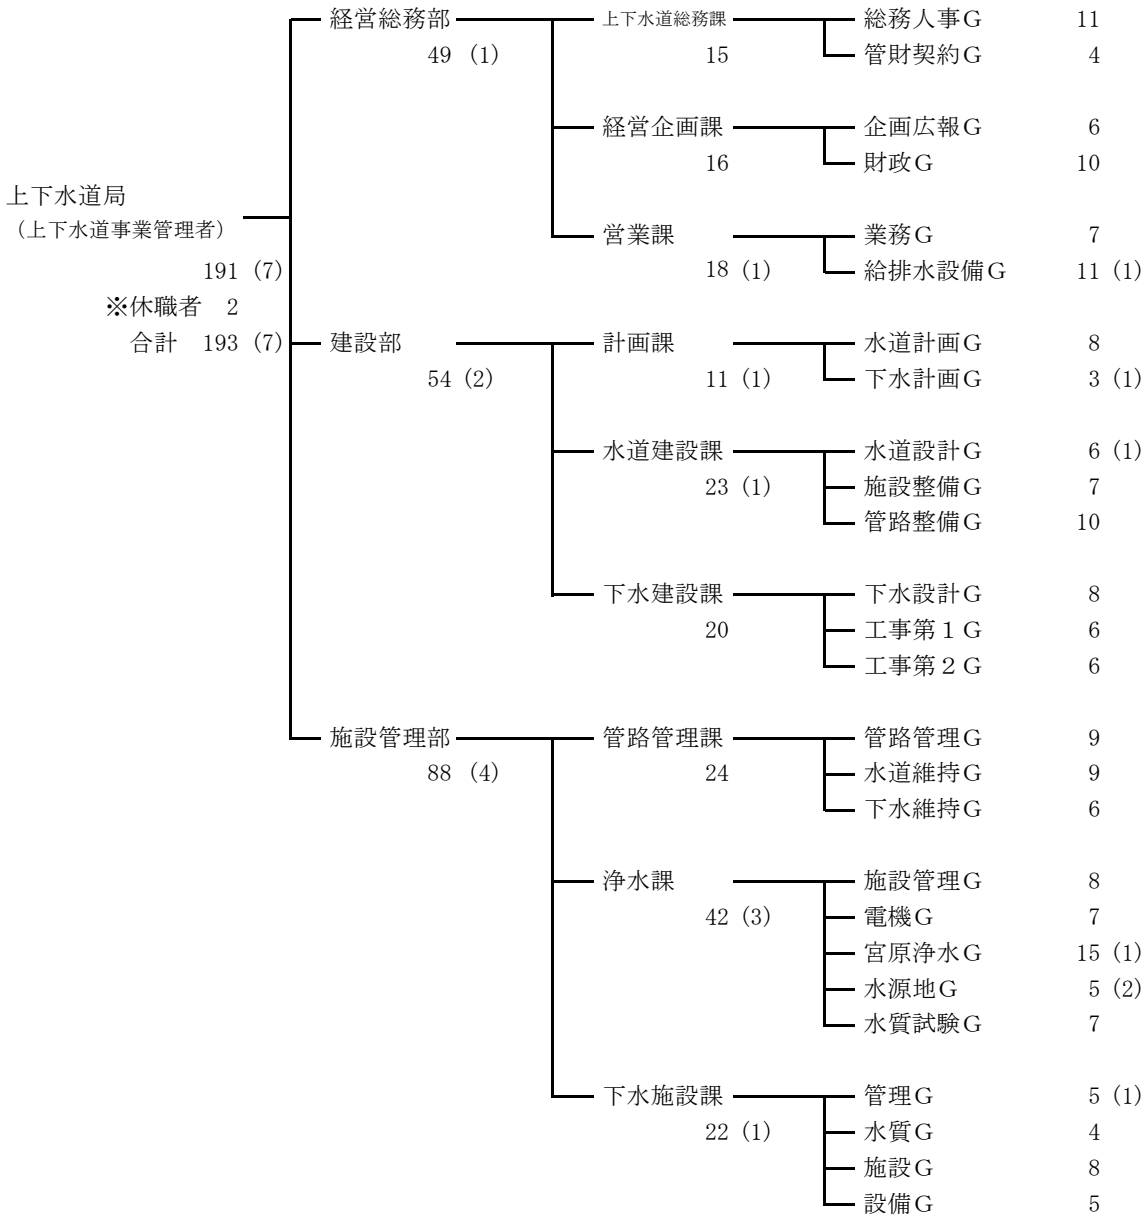 経営総務部 上下水道総務課 総務人事Ｇ 11
49 (1) 15 管財契約Ｇ 4
経営企画課 企画広報Ｇ 6
16 財政Ｇ 10
上下水道局
（上下水道事業管理者）
営業課 業務Ｇ 7
191 (7) 18 (1) 給排水設備Ｇ 11 (1)
※休職者 2
合計 193 (7) 建設部 計画課 水道計画Ｇ 8
54 (2) 11 (1) 下水計画Ｇ 3 (1)
水道建設課 水道設計Ｇ 6 (1)
23 (1) 施設整備Ｇ 7
管路整備Ｇ 10
下水建設課 下水設計Ｇ 8
20 工事第１Ｇ 6
工事第２Ｇ 6
施設管理部 管路管理課 管路管理Ｇ 9
88 (4) 24 水道維持Ｇ 9
下水維持Ｇ 6
浄水課 施設管理Ｇ 8
42 (3) 電機Ｇ 7
宮原浄水Ｇ 15 (1)
水源地Ｇ 5 (2)
水質試験Ｇ 7
下水施設課 管理Ｇ 5 (1)
22 (1) 水質Ｇ 4
施設Ｇ 8
設備Ｇ 5